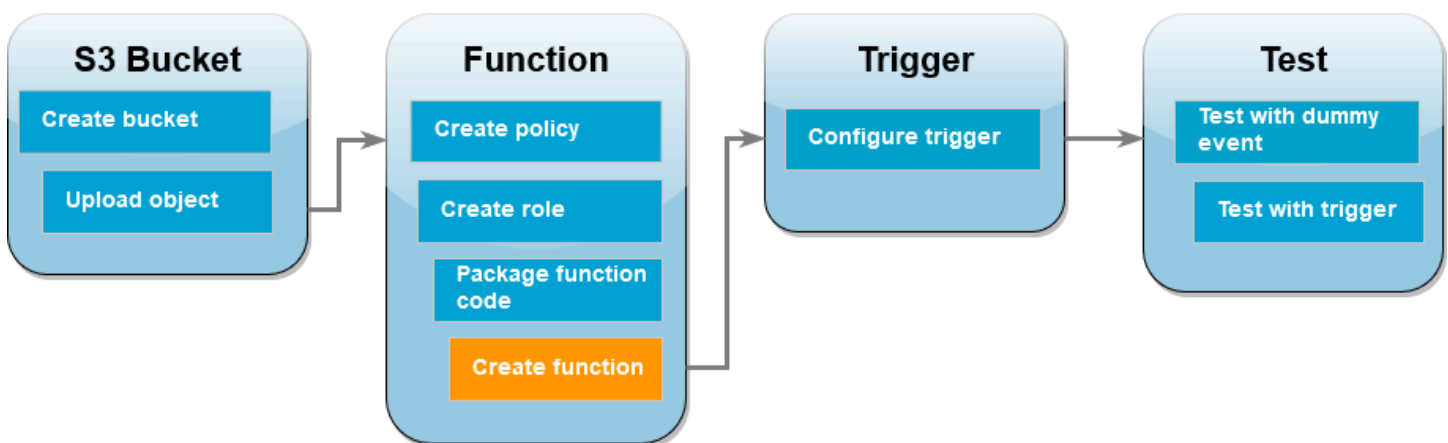 S3 Bucket
Create bucket
Upload object
Function
Create policy
Create role
Package function
code
Create function
Trigger
Configure trigger
Test
Test with dummy
event
Test with trigger